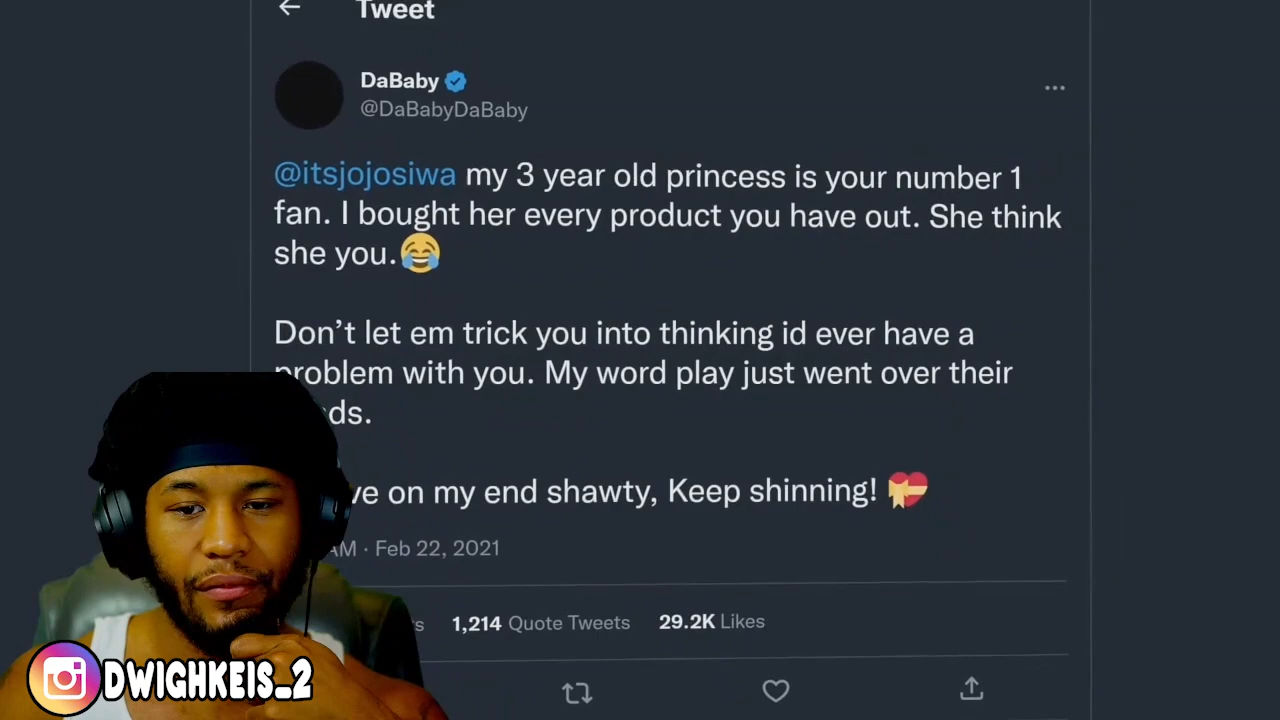 Tweet
DaBaby
@DaBabyDaBaby
@itsjojosiwa my 3 year old princess is your number 1
fan. I bought her every product you have out. She think
she you.😂
Don’t let em trick you into thinking id ever have a
problem with you. My word play just went over their
on my end shawty, Keep shinning! 💝
AM · Feb 22, 2021
1,214 Quote Tweets 29.2K Likes
DWIGHKEIS_2